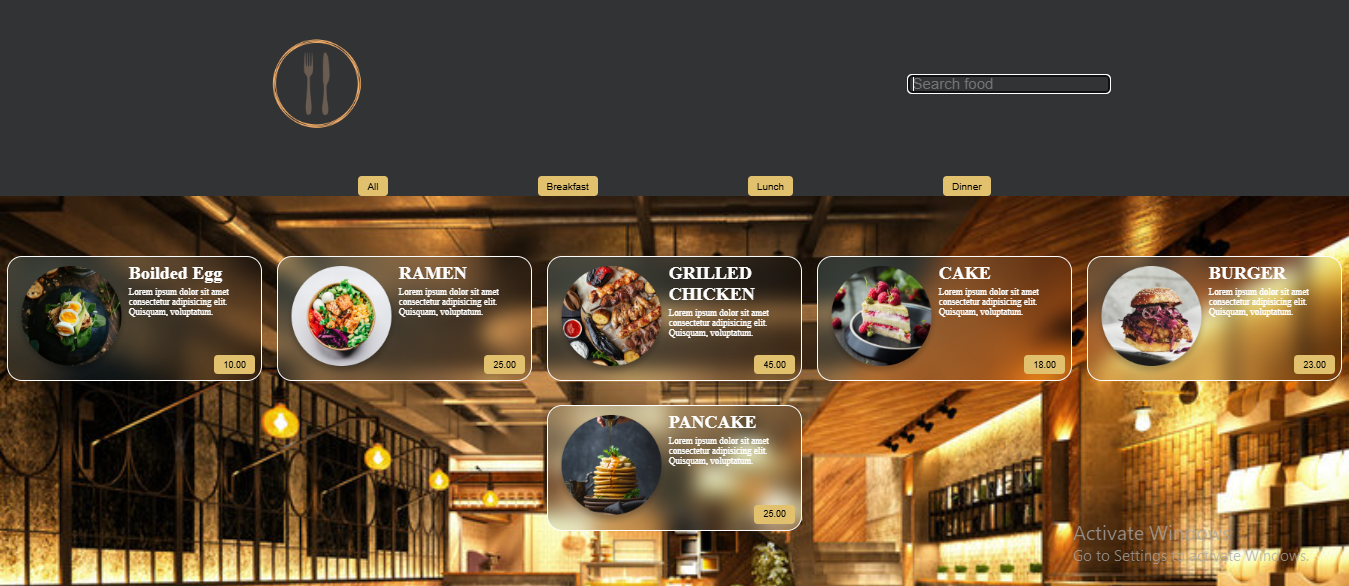 Search food
All
Breakfast
Lunch
Dinner
Boilded Egg
Lorem ipsum dolor sit amet
consectetur adipisicing elit.
Quisquam, voluptatum.
10.00
RAMEN
Lorem ipsum dolor sit amet
consectetur adipisicing elit.
Quisquam, voluptatum.
25.00
GRILLED
CHICKEN
Lorem ipsum dolor sit amet
consectetur adipisicing elit.
Quisquam, voluptatum.
45.00
CAKE
Lorem ipsum dolor sit amet
consectetur adipisicing elit.
Quisquam, voluptatum.
18.00
BURGER
Lorem ipsum dolor sit amet
consectetur adipisicing elit.
Quisquam, voluptatum.
23.00
PANCAKE
Lorem ipsum dolor sit amet
consectetur adipisicing elit.
Quisquam, voluptatum.
25.00
Activate Windows
Go to Settings to activate Windows.